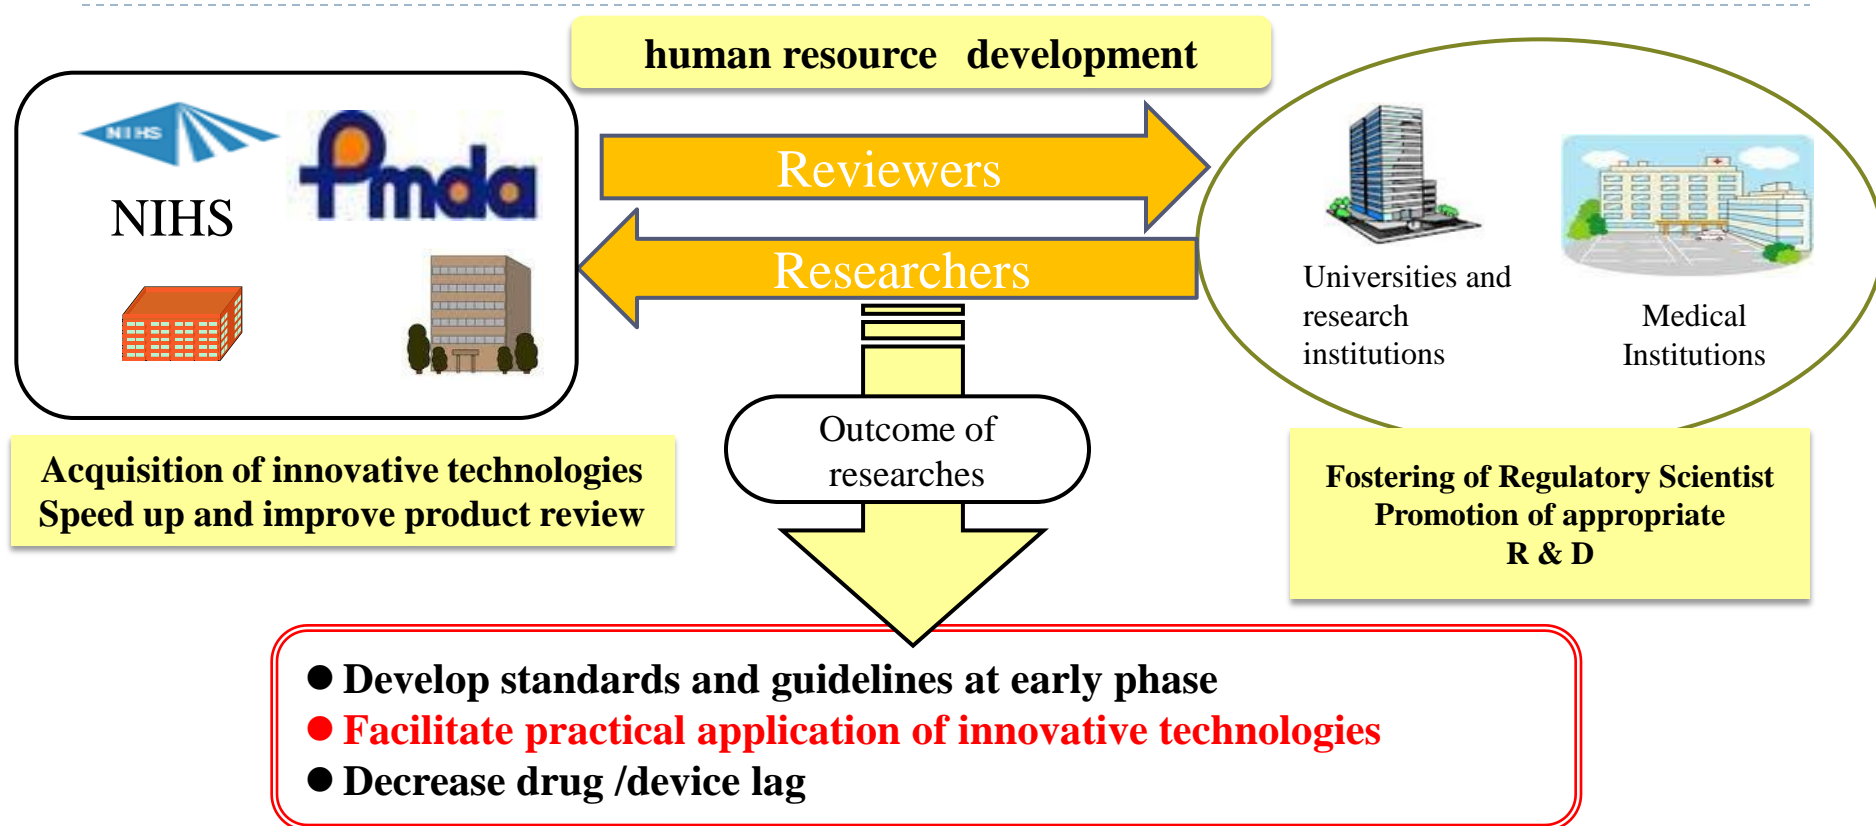 human resource development
NIHS
Pmda
NIHS
Reviewers
Researchers
Universities and
research
institutions
Medical
Institutions
Outcome of
researches
Acquisition of innovative technologies
Speed up and improve product review
Fostering of Regulatory Scientist
Promotion of appropriate
R & D
● Develop standards and guidelines at early phase
● Facilitate practical application of innovative technologies
● Decrease drug /device lag